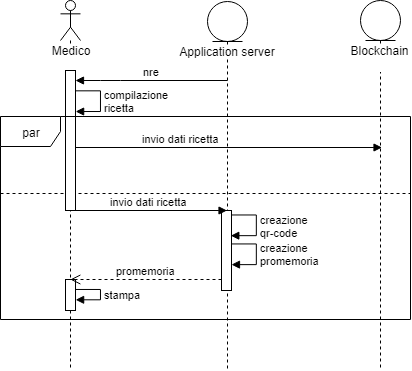 Medico
Application server
Blockchain
nre
compilazione
ricetta
par
invio dati ricetta
invio dati ricetta
creazione
qr-code
creazione
promemoria
promemoria
stampa